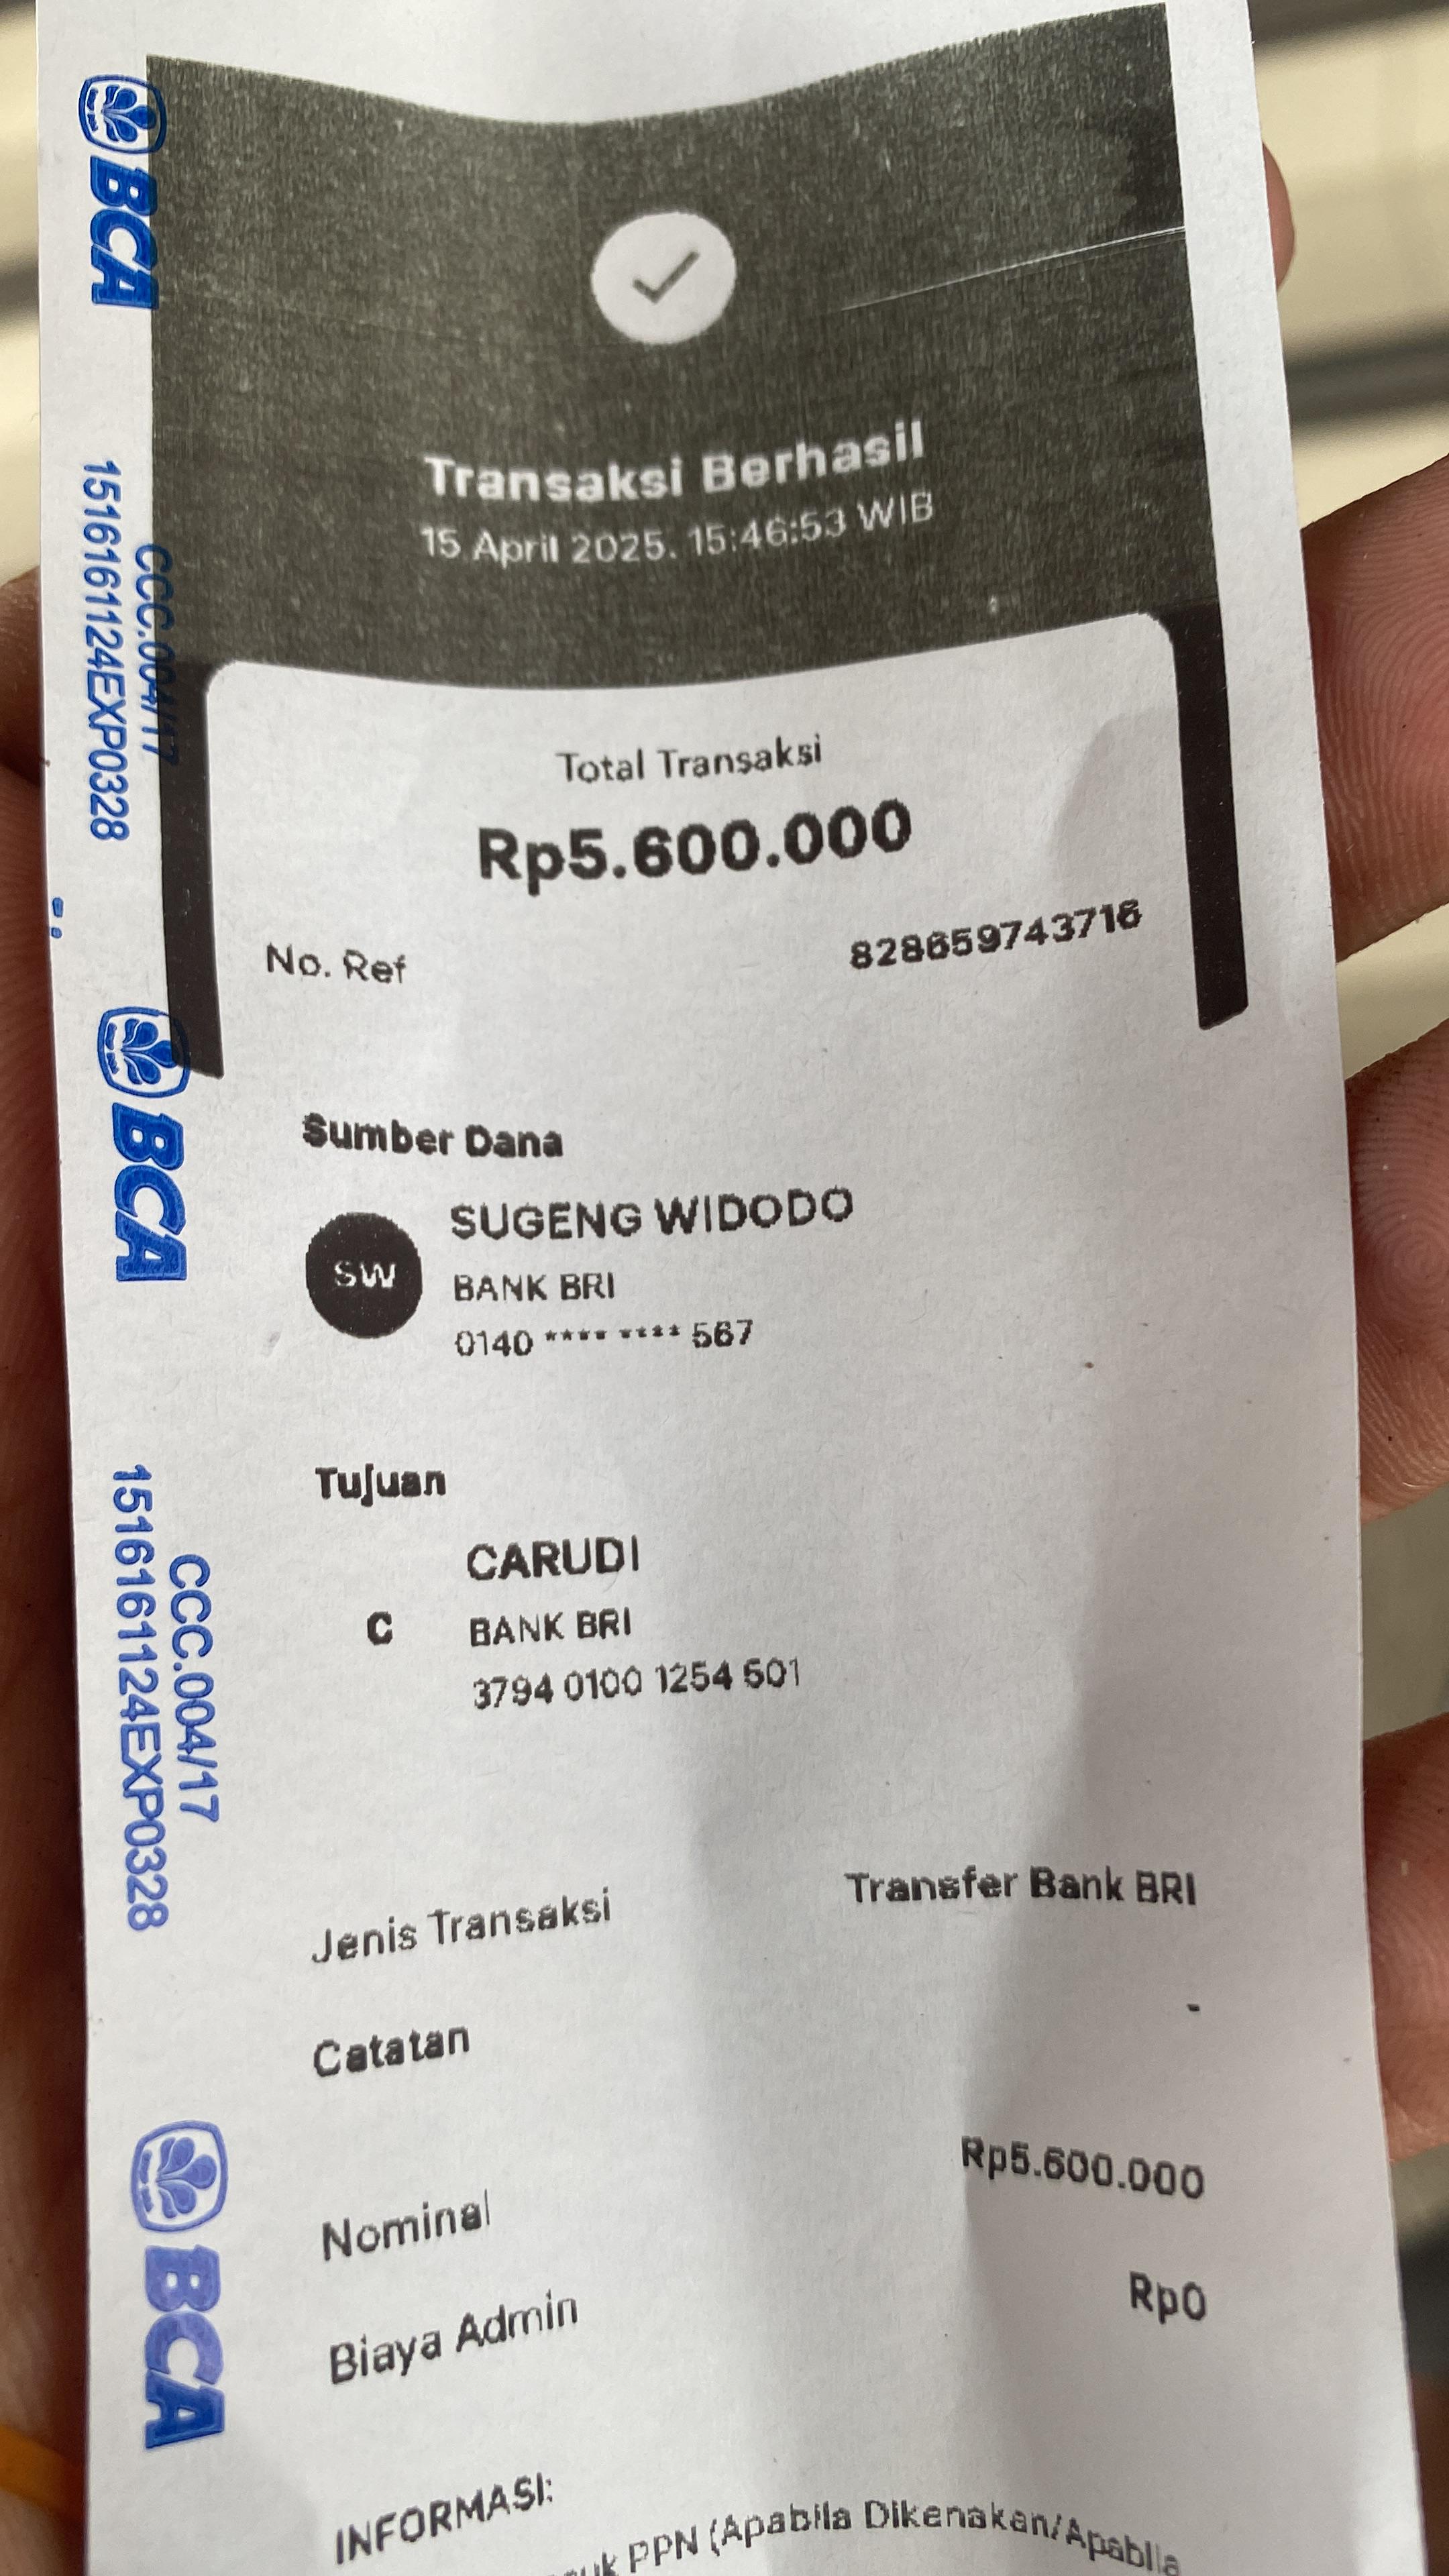 Transaksi Berhasil
15 April 2025, 15:46:53 WIB
Total Transaksi
Rp5.600.000
No. Ref 828659743716
Sumber Dana
SW
SUGENG WIDODO
BANK BRI
0140 **** **** 567
Tujuan
CARUDI
C
BANK BRI
3794 0100 1254 501
Jenis Transaksi Transfer Bank BRI
Catatan -
Nominal Rp5.600.000
Biaya Admin Rp0
INFORMASI:
PPN (Apabila Dikenakan/Apabila
BCA
CCC.004/17
1516161124EXP0328
BCA
CCC.004/17
1516161124EXP0328
BCA